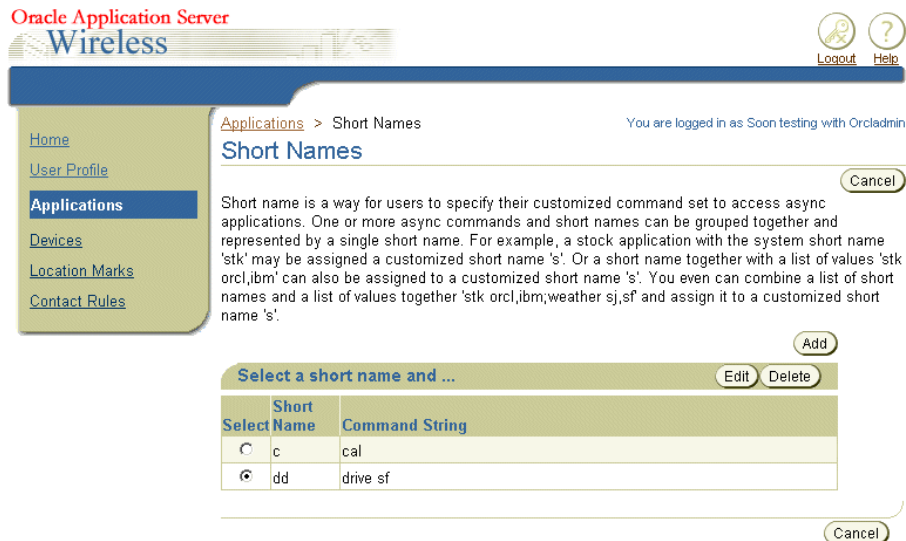 Oracle Application Server
Wireless
Logout Help
Applications > Short Names
You are logged in as Soon testing with Orcladmin
Home
User Profile
Applications
Devices
Location Marks
Contact Rules
Short Names
Cancel
Short name is a way for users to specify their customized command set to access async
applications. One or more async commands and short names can be grouped together and
represented by a single short name. For example, a stock application with the system short name
'stk' may be assigned a customized short name 's'. Or a short name together with a list of values 'stk
orcl,ibm' can also be assigned to a customized short name 's'. You even can combine a list of short
names and a list of values together 'stk orcl,ibm;weather sj,sf' and assign it to a customized short
name 's'.
Add
Select a short name and ...
Edit Delete
Select Short Name Command String
c cal
dd drive sf
Cancel